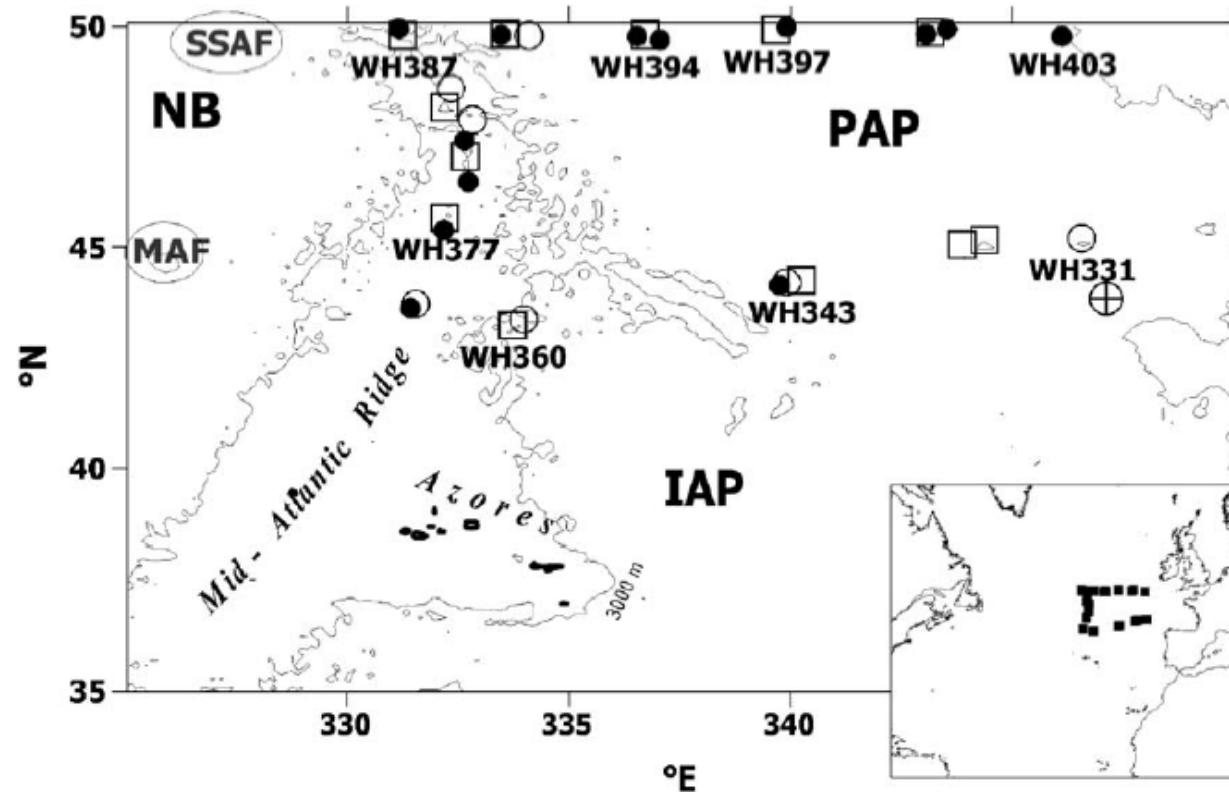 50
SSAF
WH387
WH394
WH397
WH403
NB
PAP
45
MAF
WH377
WH331
WH343
WH360
°N
Mid - Atlantic Ridge
40
Azores
IAP
3000 m
35
330
335
340
°E